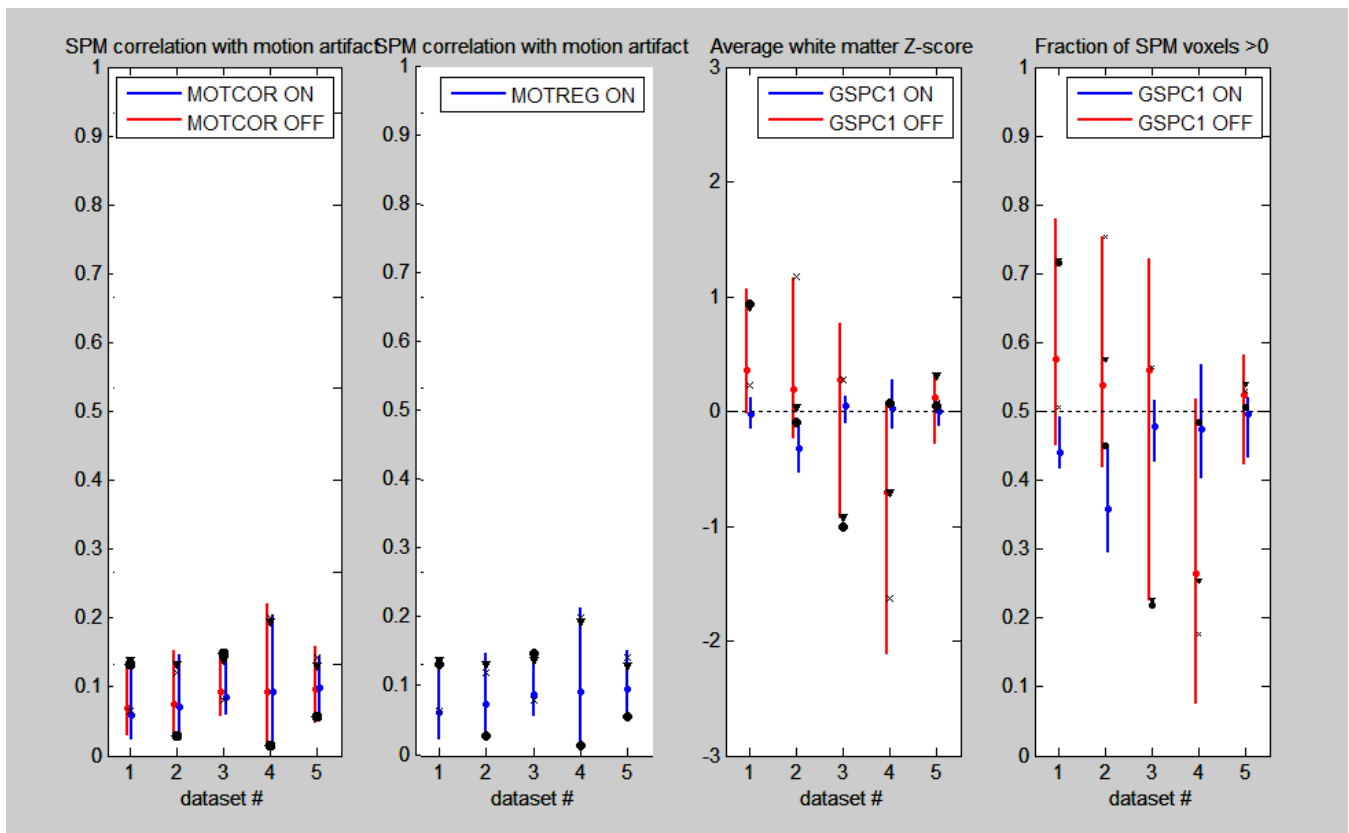 SPM correlation with motion artifact
SPM correlation with motion artifact
Average white matter Z-score
Fraction of SPM voxels >0
1
0.9
0.8
0.7
0.6
0.5
0.4
0.3
0.2
0.1
0
MOTCOR ON
MOTCOR OFF
1 2 3 4 5
dataset #
1
0.9
0.8
0.7
0.6
0.5
0.4
0.3
0.2
0.1
0
MOTREG ON
1 2 3 4 5
dataset #
3
2
1
0
-1
-2
-3
GSPC1 ON
GSPC1 OFF
1 2 3 4 5
dataset #
1
0.9
0.8
0.7
0.6
0.5
0.4
0.3
0.2
0.1
0
GSPC1 ON
GSPC1 OFF
1 2 3 4 5
dataset #